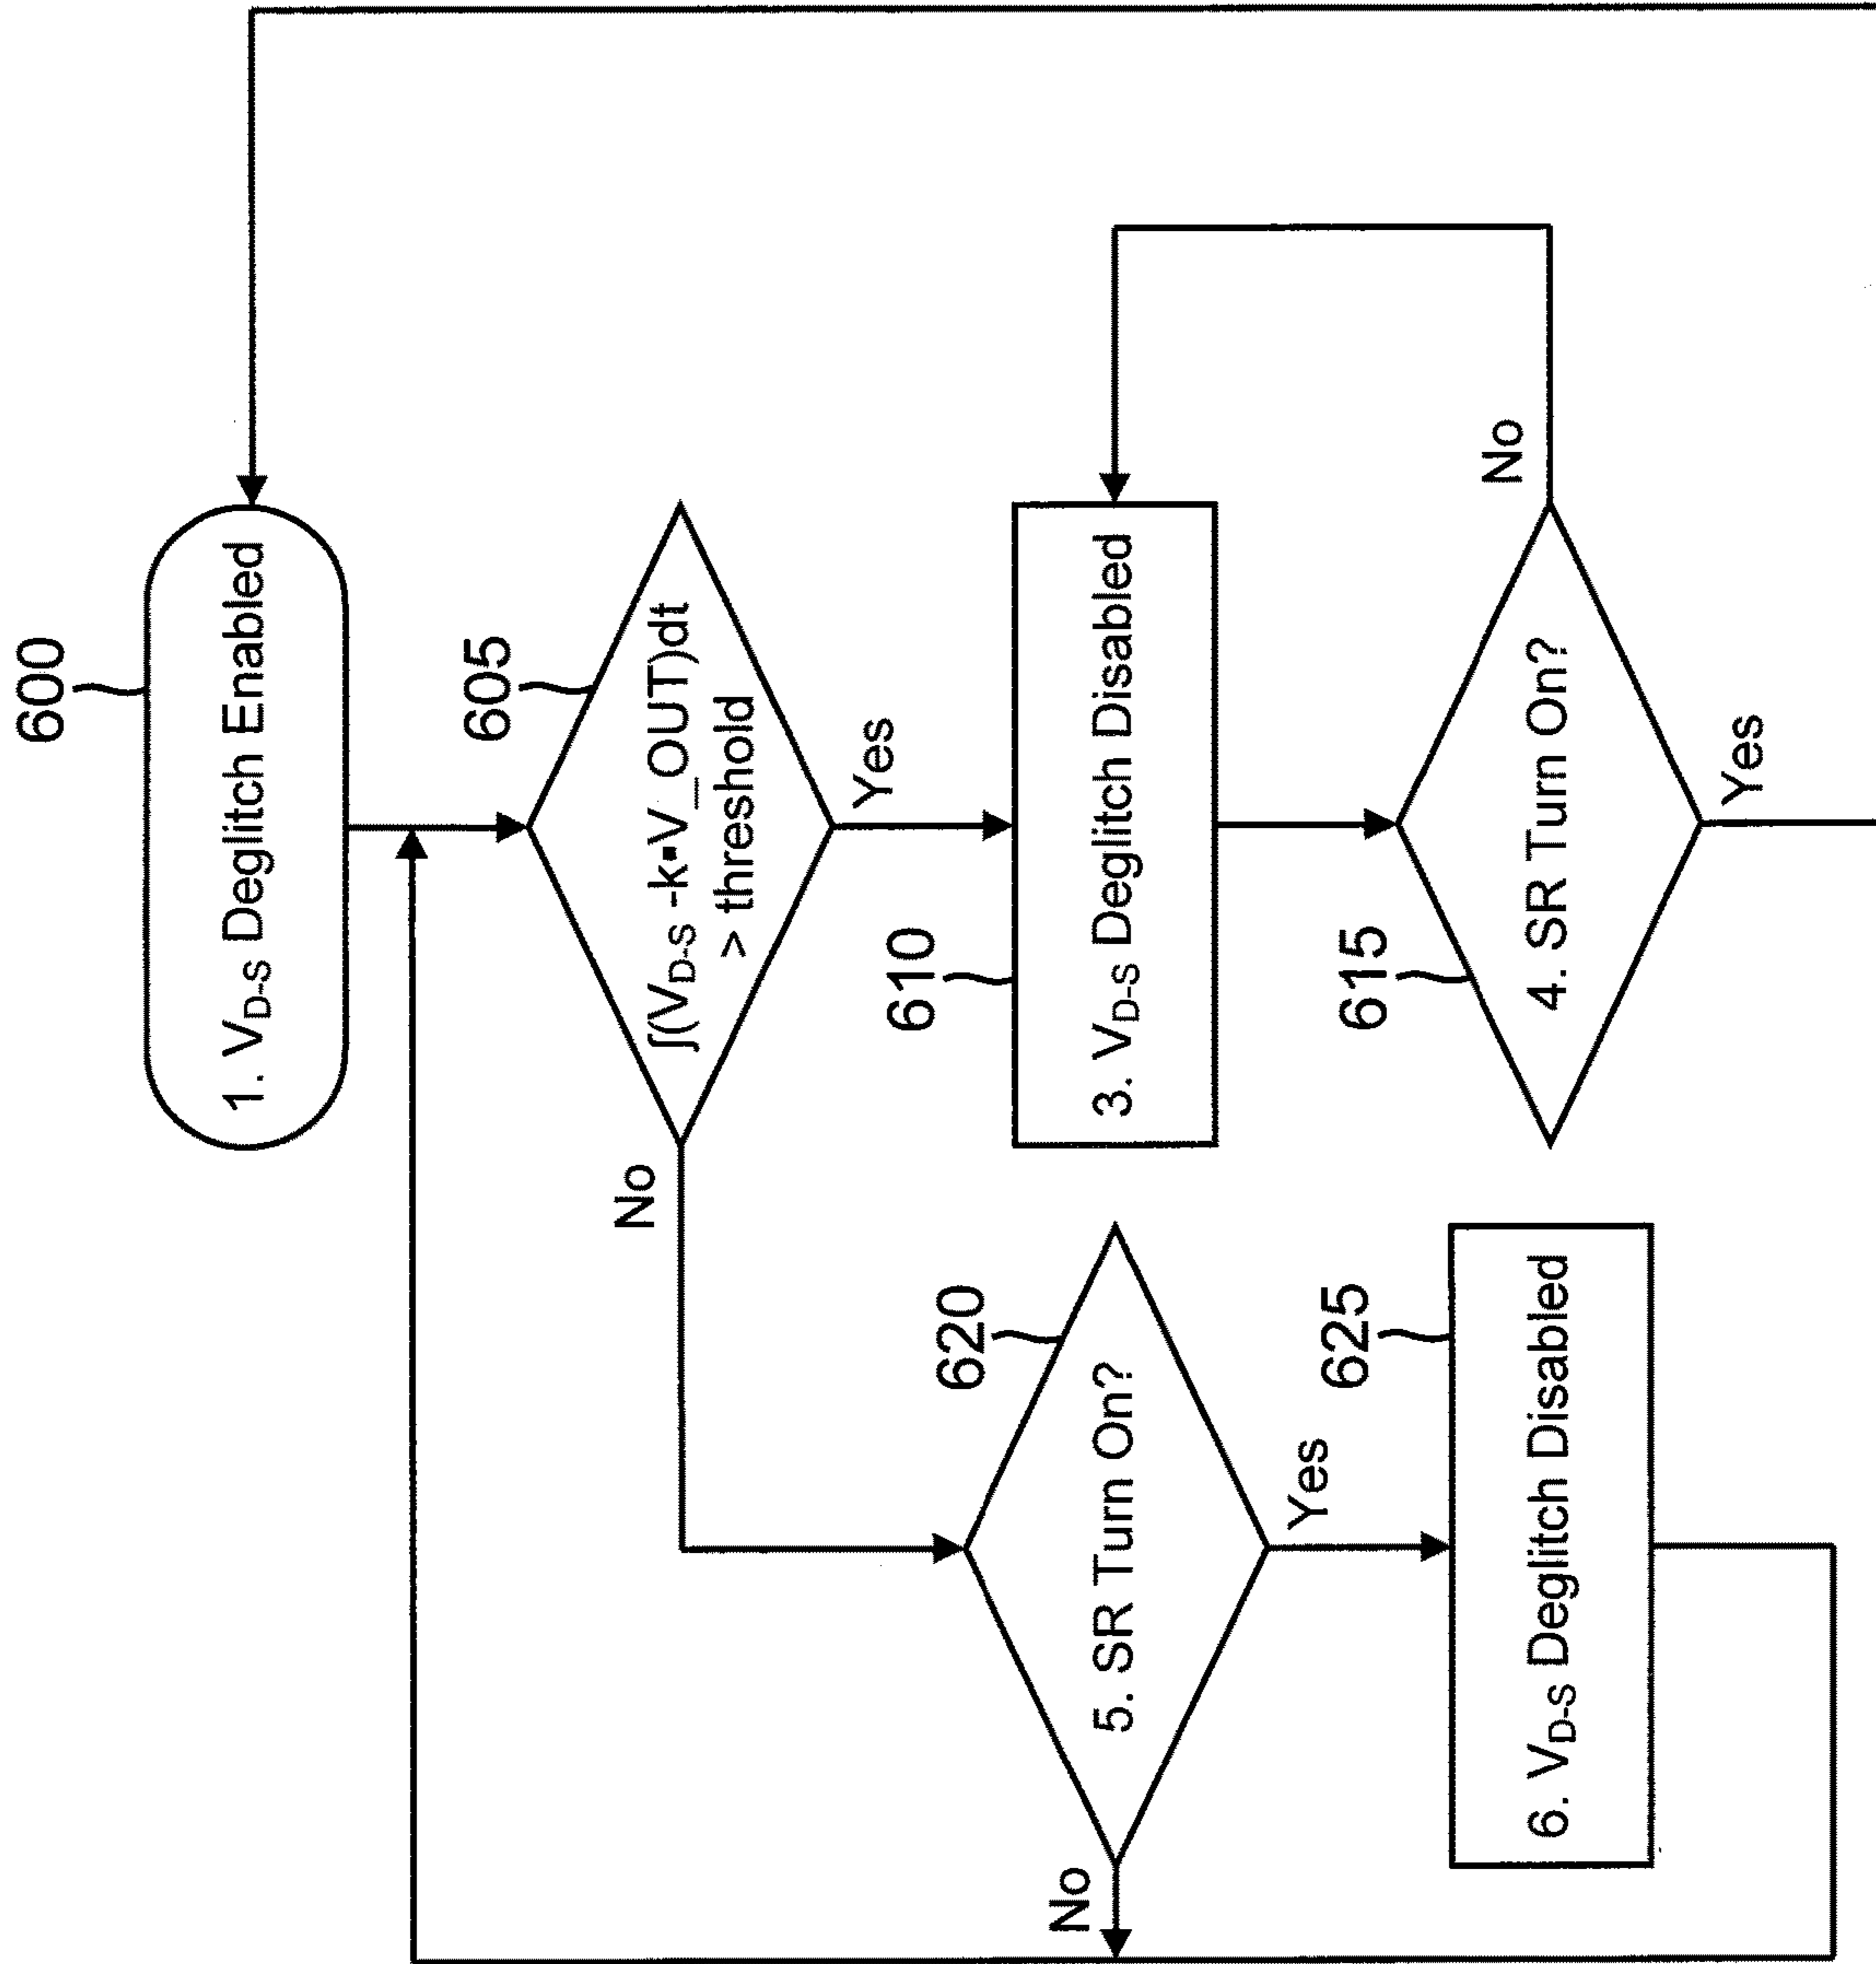 600
1. VD-S Deglitch Enabled
605
∫(VD-S -k▪V_OUT)dt
> threshold
No
Yes
610
3. VD-S Deglitch Disabled
615
4. SR Turn On?
No
Yes
620
5. SR Turn On?
No
Yes
625
6. VD-S Deglitch Disabled